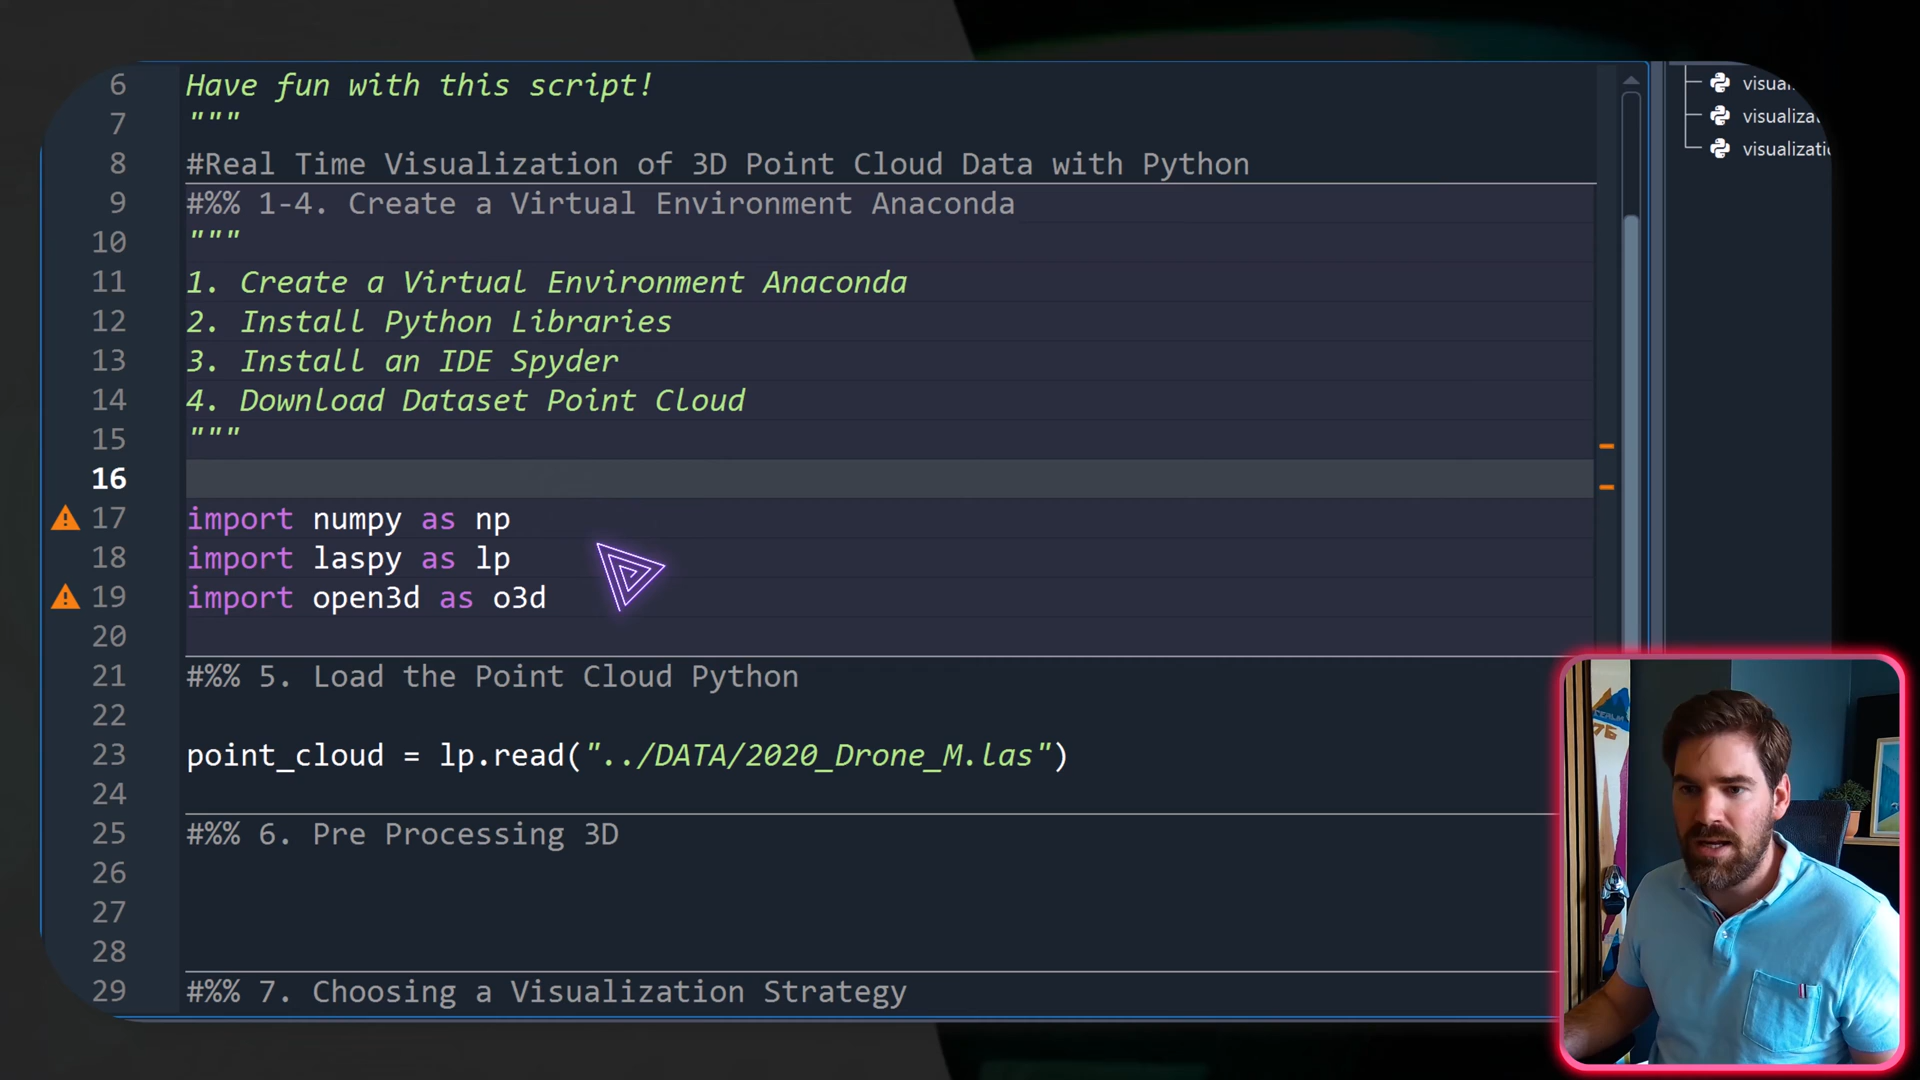 6 Have fun with this script!
7 """
8 #Real Time Visualization of 3D Point Cloud Data with Python
9 #%% 1-4. Create a Virtual Environment Anaconda
10 """
11 1. Create a Virtual Environment Anaconda
12 2. Install Python Libraries
13 3. Install an IDE Spyder
14 4. Download Dataset Point Cloud
15 """
16
17 import numpy as np
18 import laspy as lp
19 import open3d as o3d
20
21 #%% 5. Load the Point Cloud Python
22
23 point_cloud = lp.read("../DATA/2020_Drone_M.las")
24
25 #%% 6. Pre Processing 3D
26
27
28
29 #%% 7. Choosing a Visualization Strategy